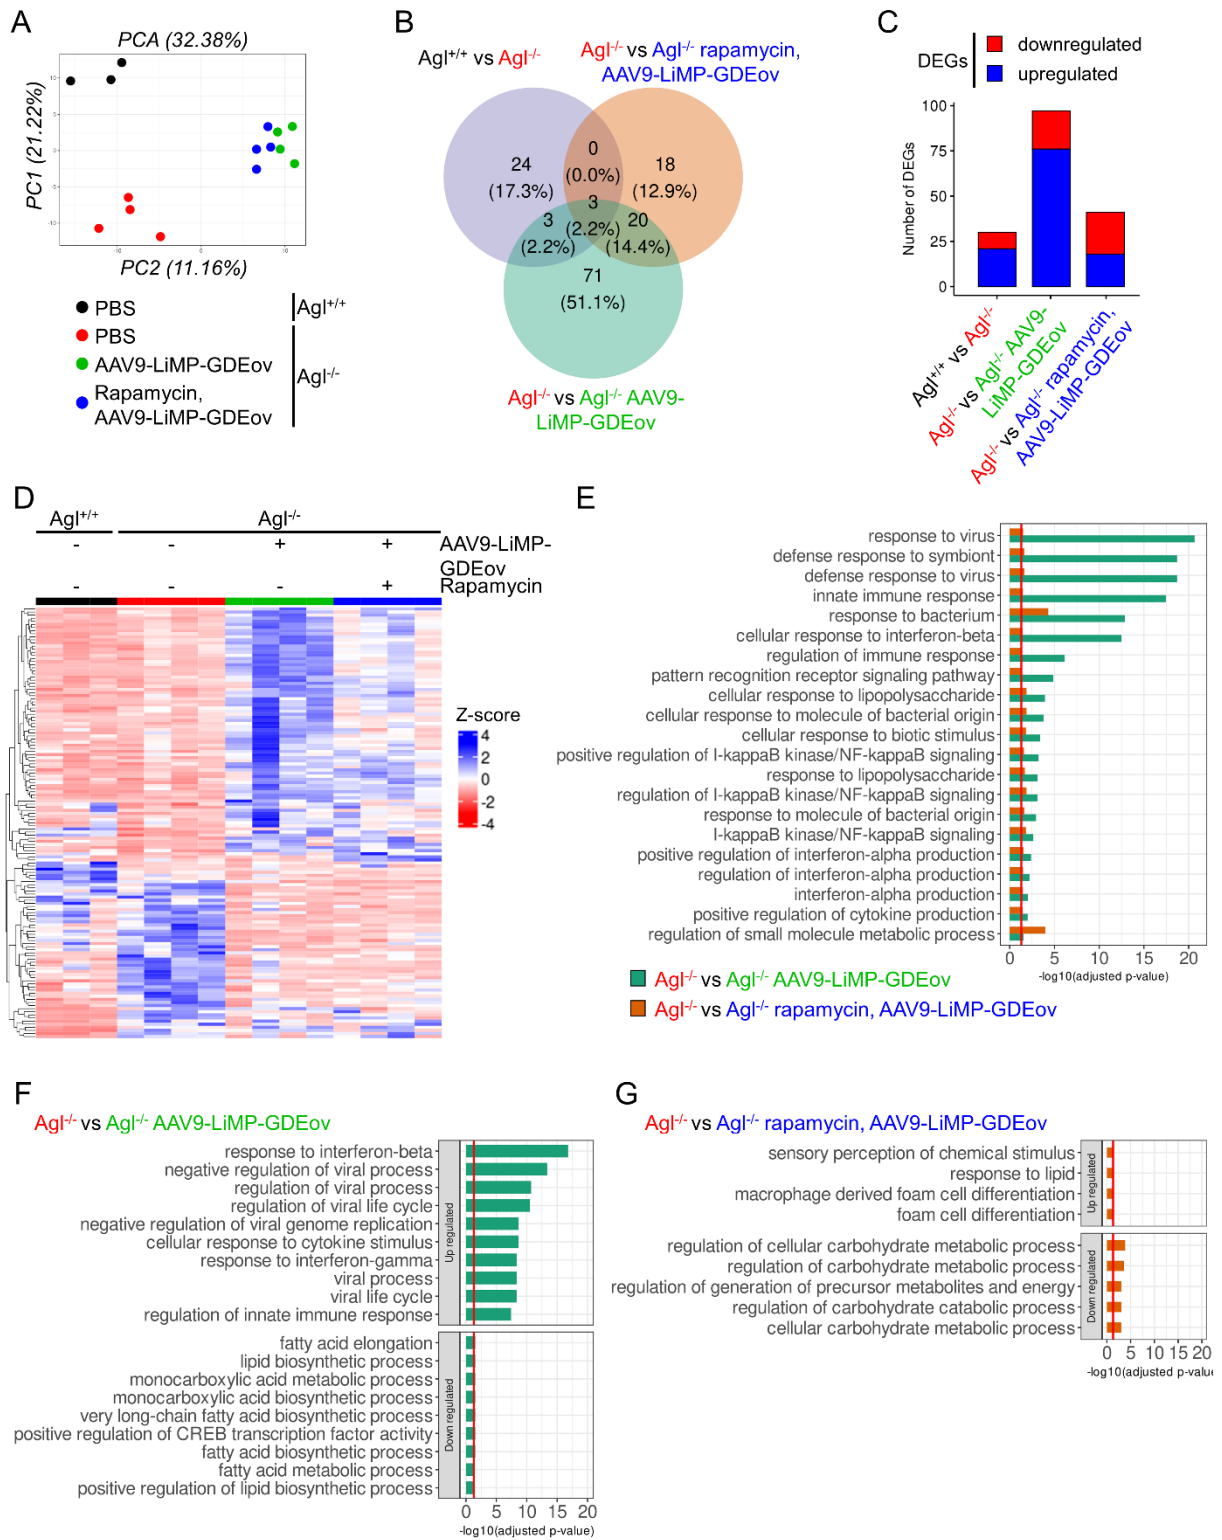 A
PCA (32.38%)
PC1 (21.22%)
10
5
0
-5
-10
-10
0
10
PC2 (11.16%)
PBS
Agl+/+
PBS
AAV9-LiMP-GDEov
Rapamycin,
AAV9-LiMP-GDEov
Agl-/-
B
Agl+/+ vs Agl-/-
Agl-/- vs Agl-/- rapamycin,
AAV9-LiMP-GDEov
24
(17.3%)
0
(0.0%)
18
(12.9%)
3
(2.2%)
3
(2.2%)
20
(14.4%)
71
(51.1%)
Agl-/- vs Agl-/- AAV9-
LiMP-GDEov
C
DEGs
downregulated
upregulated
Number of DEGs
100
75
50
25
0
Agl+/+ vs Agl-/-
Agl-/- vs Agl-/- AAV9-
LiMP-GDEov
Agl-/- vs Agl-/- rapamycin,
AAV9-LiMP-GDEov
D
Agl+/+
Agl-/-
- - + + AAV9-LiMP-
GDEov
- - - + Rapamycin
Z-score
4
2
0
-2
-4
E
response to virus
defense response to symbiont
defense response to virus
innate immune response
response to bacterium
cellular response to interferon-beta
regulation of immune response
pattern recognition receptor signaling pathway
cellular response to lipopolysaccharide
cellular response to molecule of bacterial origin
cellular response to biotic stimulus
positive regulation of I-kappaB kinase/NF-kappaB signaling
response to lipopolysaccharide
regulation of I-kappaB kinase/NF-kappaB signaling
response to molecule of bacterial origin
I-kappaB kinase/NF-kappaB signaling
positive regulation of interferon-alpha production
regulation of interferon-alpha production
interferon-alpha production
positive regulation of cytokine production
regulation of small molecule metabolic process
0 5 10 15 20
-log10(adjusted p-value)
Agl-/- vs Agl-/- AAV9-LiMP-GDEov
Agl-/- vs Agl-/- rapamycin, AAV9-LiMP-GDEov
F
Agl-/- vs Agl-/- AAV9-LiMP-GDEov
response to interferon-beta
negative regulation of viral process
regulation of viral process
regulation of viral life cycle
negative regulation of viral genome replication
cellular response to cytokine stimulus
response to interferon-gamma
viral process
viral life cycle
regulation of innate immune response
Up regulated
fatty acid elongation
lipid biosynthetic process
monocarboxylic acid metabolic process
monocarboxylic acid biosynthetic process
very long-chain fatty acid biosynthetic process
positive regulation of CREB transcription factor activity
fatty acid biosynthetic process
fatty acid metabolic process
positive regulation of lipid biosynthetic process
Down regulated
0 5 10 15 20
-log10(adjusted p-value)
G
Agl-/- vs Agl-/- rapamycin, AAV9-LiMP-GDEov
sensory perception of chemical stimulus
response to lipid
macrophage derived foam cell differentiation
foam cell differentiation
Up regulated
regulation of cellular carbohydrate metabolic process
regulation of carbohydrate metabolic process
regulation of generation of precursor metabolites and energy
regulation of carbohydrate catabolic process
cellular carbohydrate metabolic process
Down regulated
0 5 10 15 20
-log10(adjusted p-value